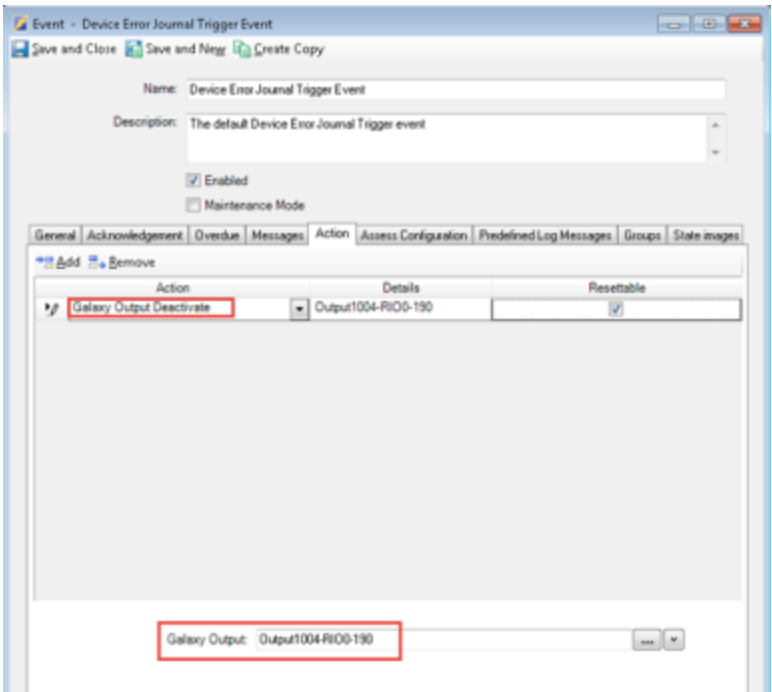 Event - Device Error Journal Trigger Event
Save and Close Save and New Create Copy
Name: Device Error Journal Trigger Event
Description: The default Device Error Journal Trigger event
Enabled
Maintenance Mode
General Acknowledgement Overdue Messages Action Assess Configuration Predefined Log Messages Groups State images
Add Remove
Action Details Resettable
Galaxy Output Deactivate Output1004-RIO0-190
Galaxy Output: Output1004-RIO0-190 ...